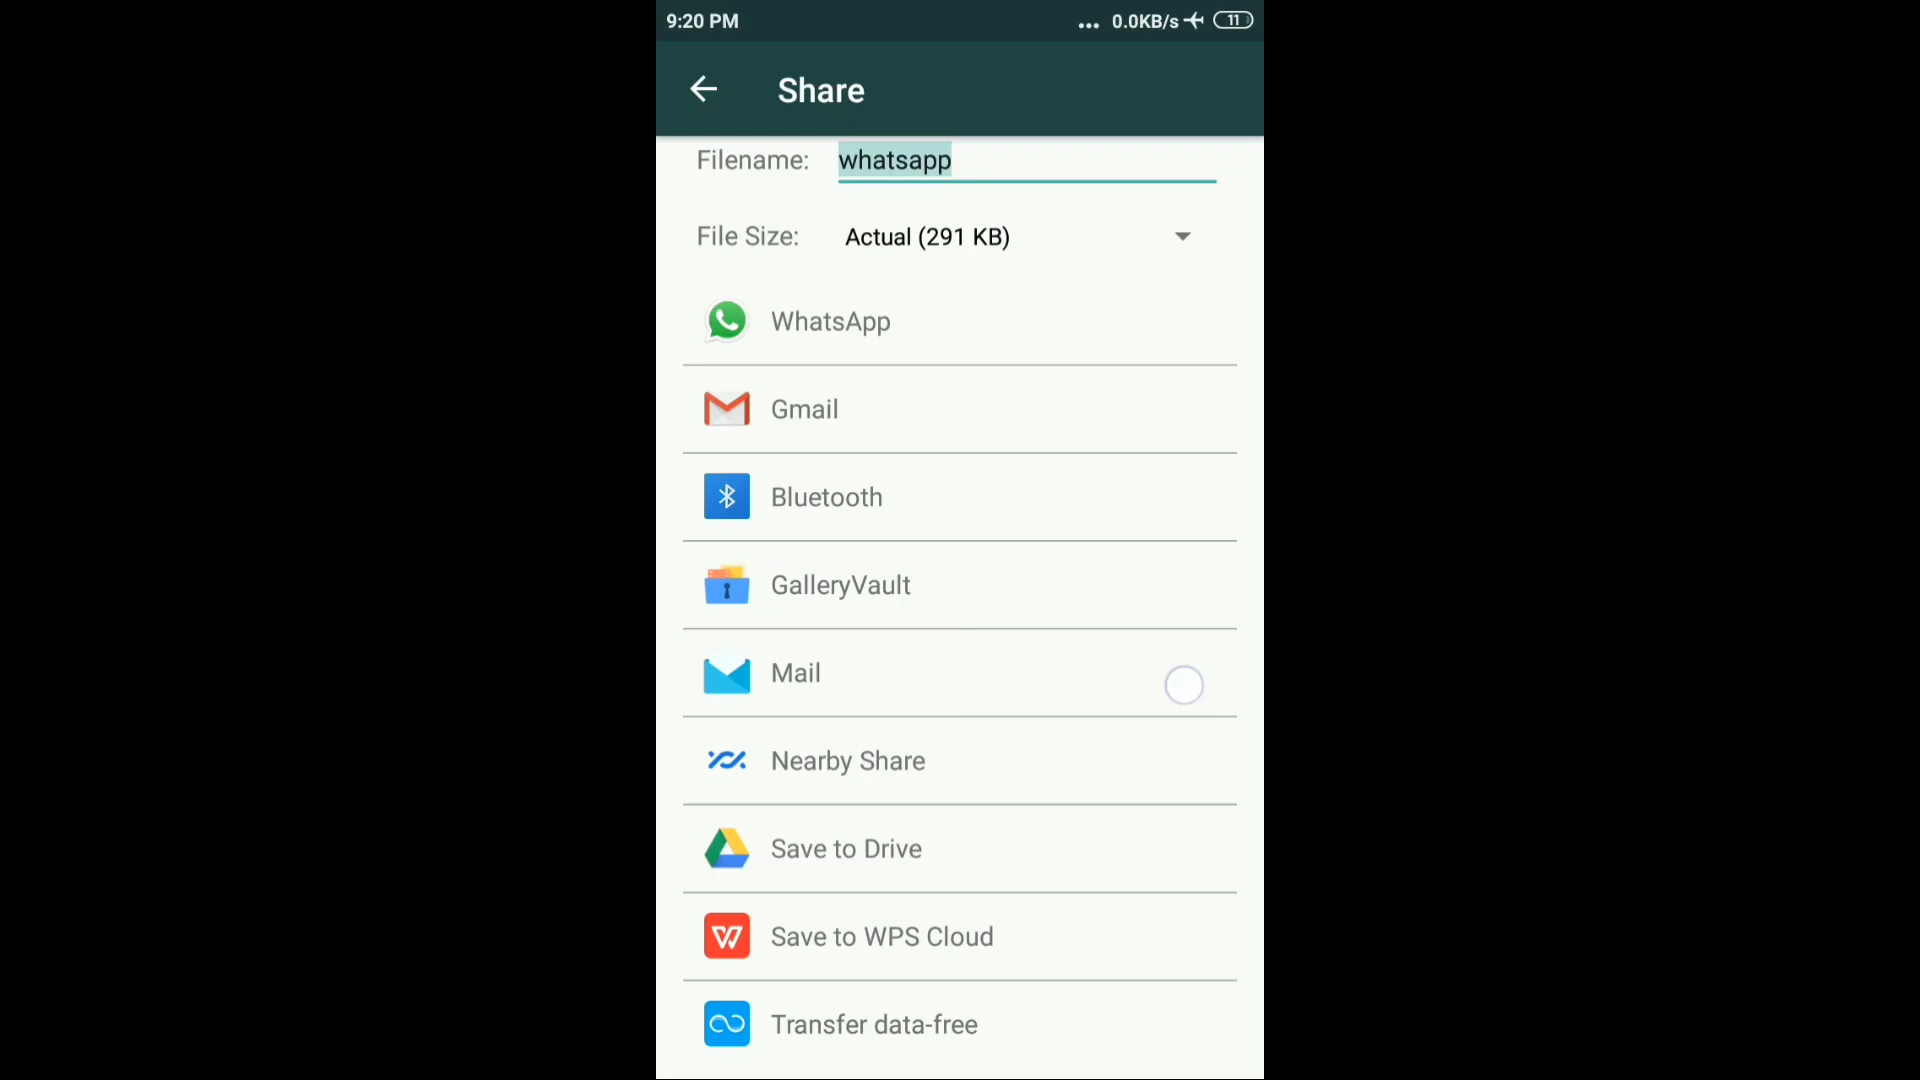 9:20 PM ... 0.0KB/s 11
Share
Filename: whatsapp
File Size: Actual (291 KB)
WhatsApp
Gmail
Bluetooth
GalleryVault
Mail
Nearby Share
Save to Drive
Save to WPS Cloud
Transfer data-free